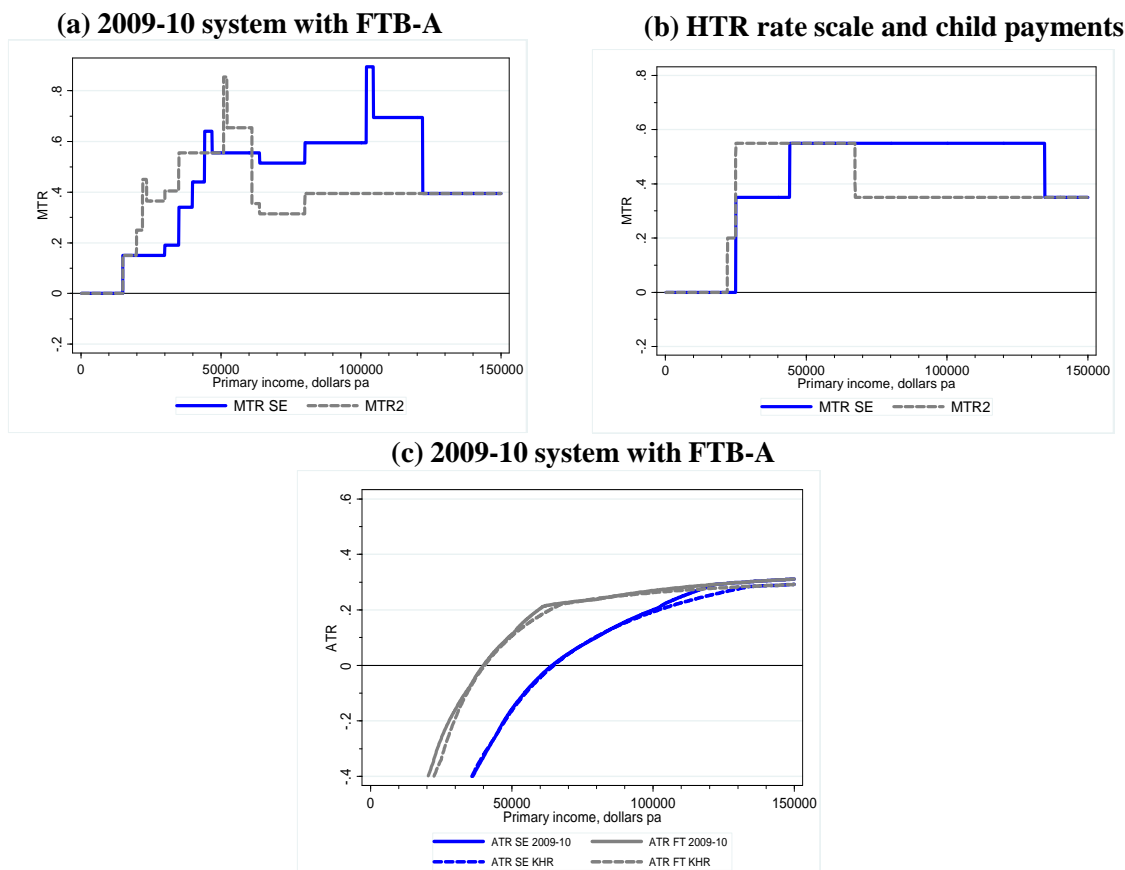 (a) 2009-10 system with FTB-A
MTR
.8
.6
.4
.2
0
-.2
0 50000 100000 150000
Primary income, dollars pa
MTR SE MTR2
(b) HTR rate scale and child payments
MTR
.8
.6
.4
.2
0
-.2
0 50000 100000 150000
Primary income, dollars pa
MTR SE MTR2
(c) 2009-10 system with FTB-A
ATR
.6
.4
.2
0
-.2
-.4
0 50000 100000 150000
Primary income, dollars pa
ATR SE 2009-10 ATR FT 2009-10
ATR SE KHR ATR FT KHR